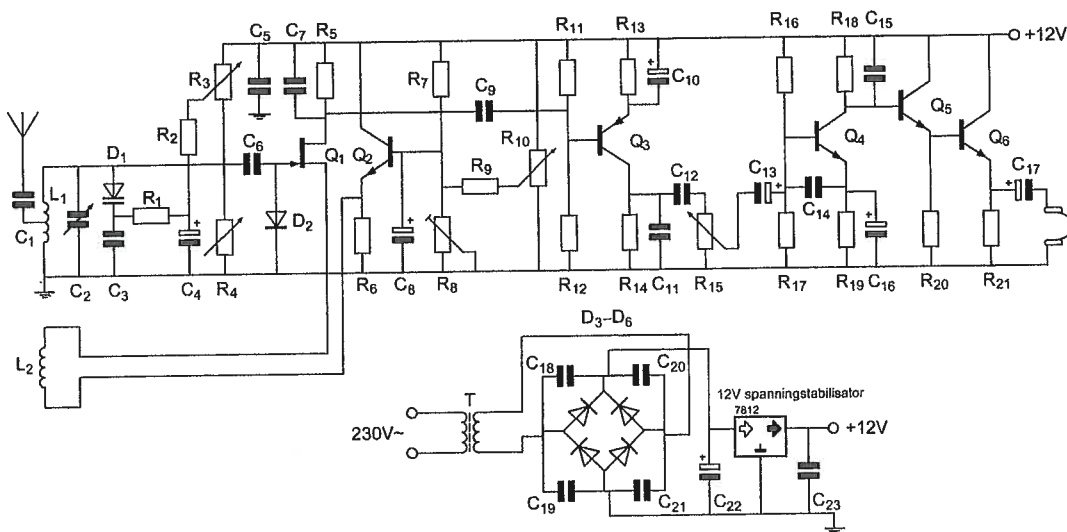 R16 R18 C15
R11 R13
C5 C7 R5
+12V
R3
R7
C9
C10
R2
R10
Q5
D1
C6
Q1 Q2
Q3
Q4
Q6
R9
C12
C13
C17
L1
R1
D2
C14
C1
C2 C3 C4 R4
R6 C8 R8
R12 R14 C11 R15
R17 R19 C16 R20 R21
D3–D6
L2
C18 C20
T
12V spanningstabilisator
7812
230V~
+12V
C19 C21 C22 C23